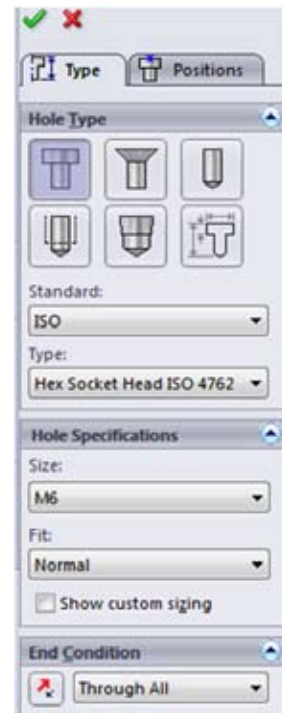 Type Positions
Hole Type
Standard:
ISO
Type:
Hex Socket Head ISO 4762
Hole Specifications
Size:
M6
Fit:
Normal
Show custom sizing
End Condition
Through All